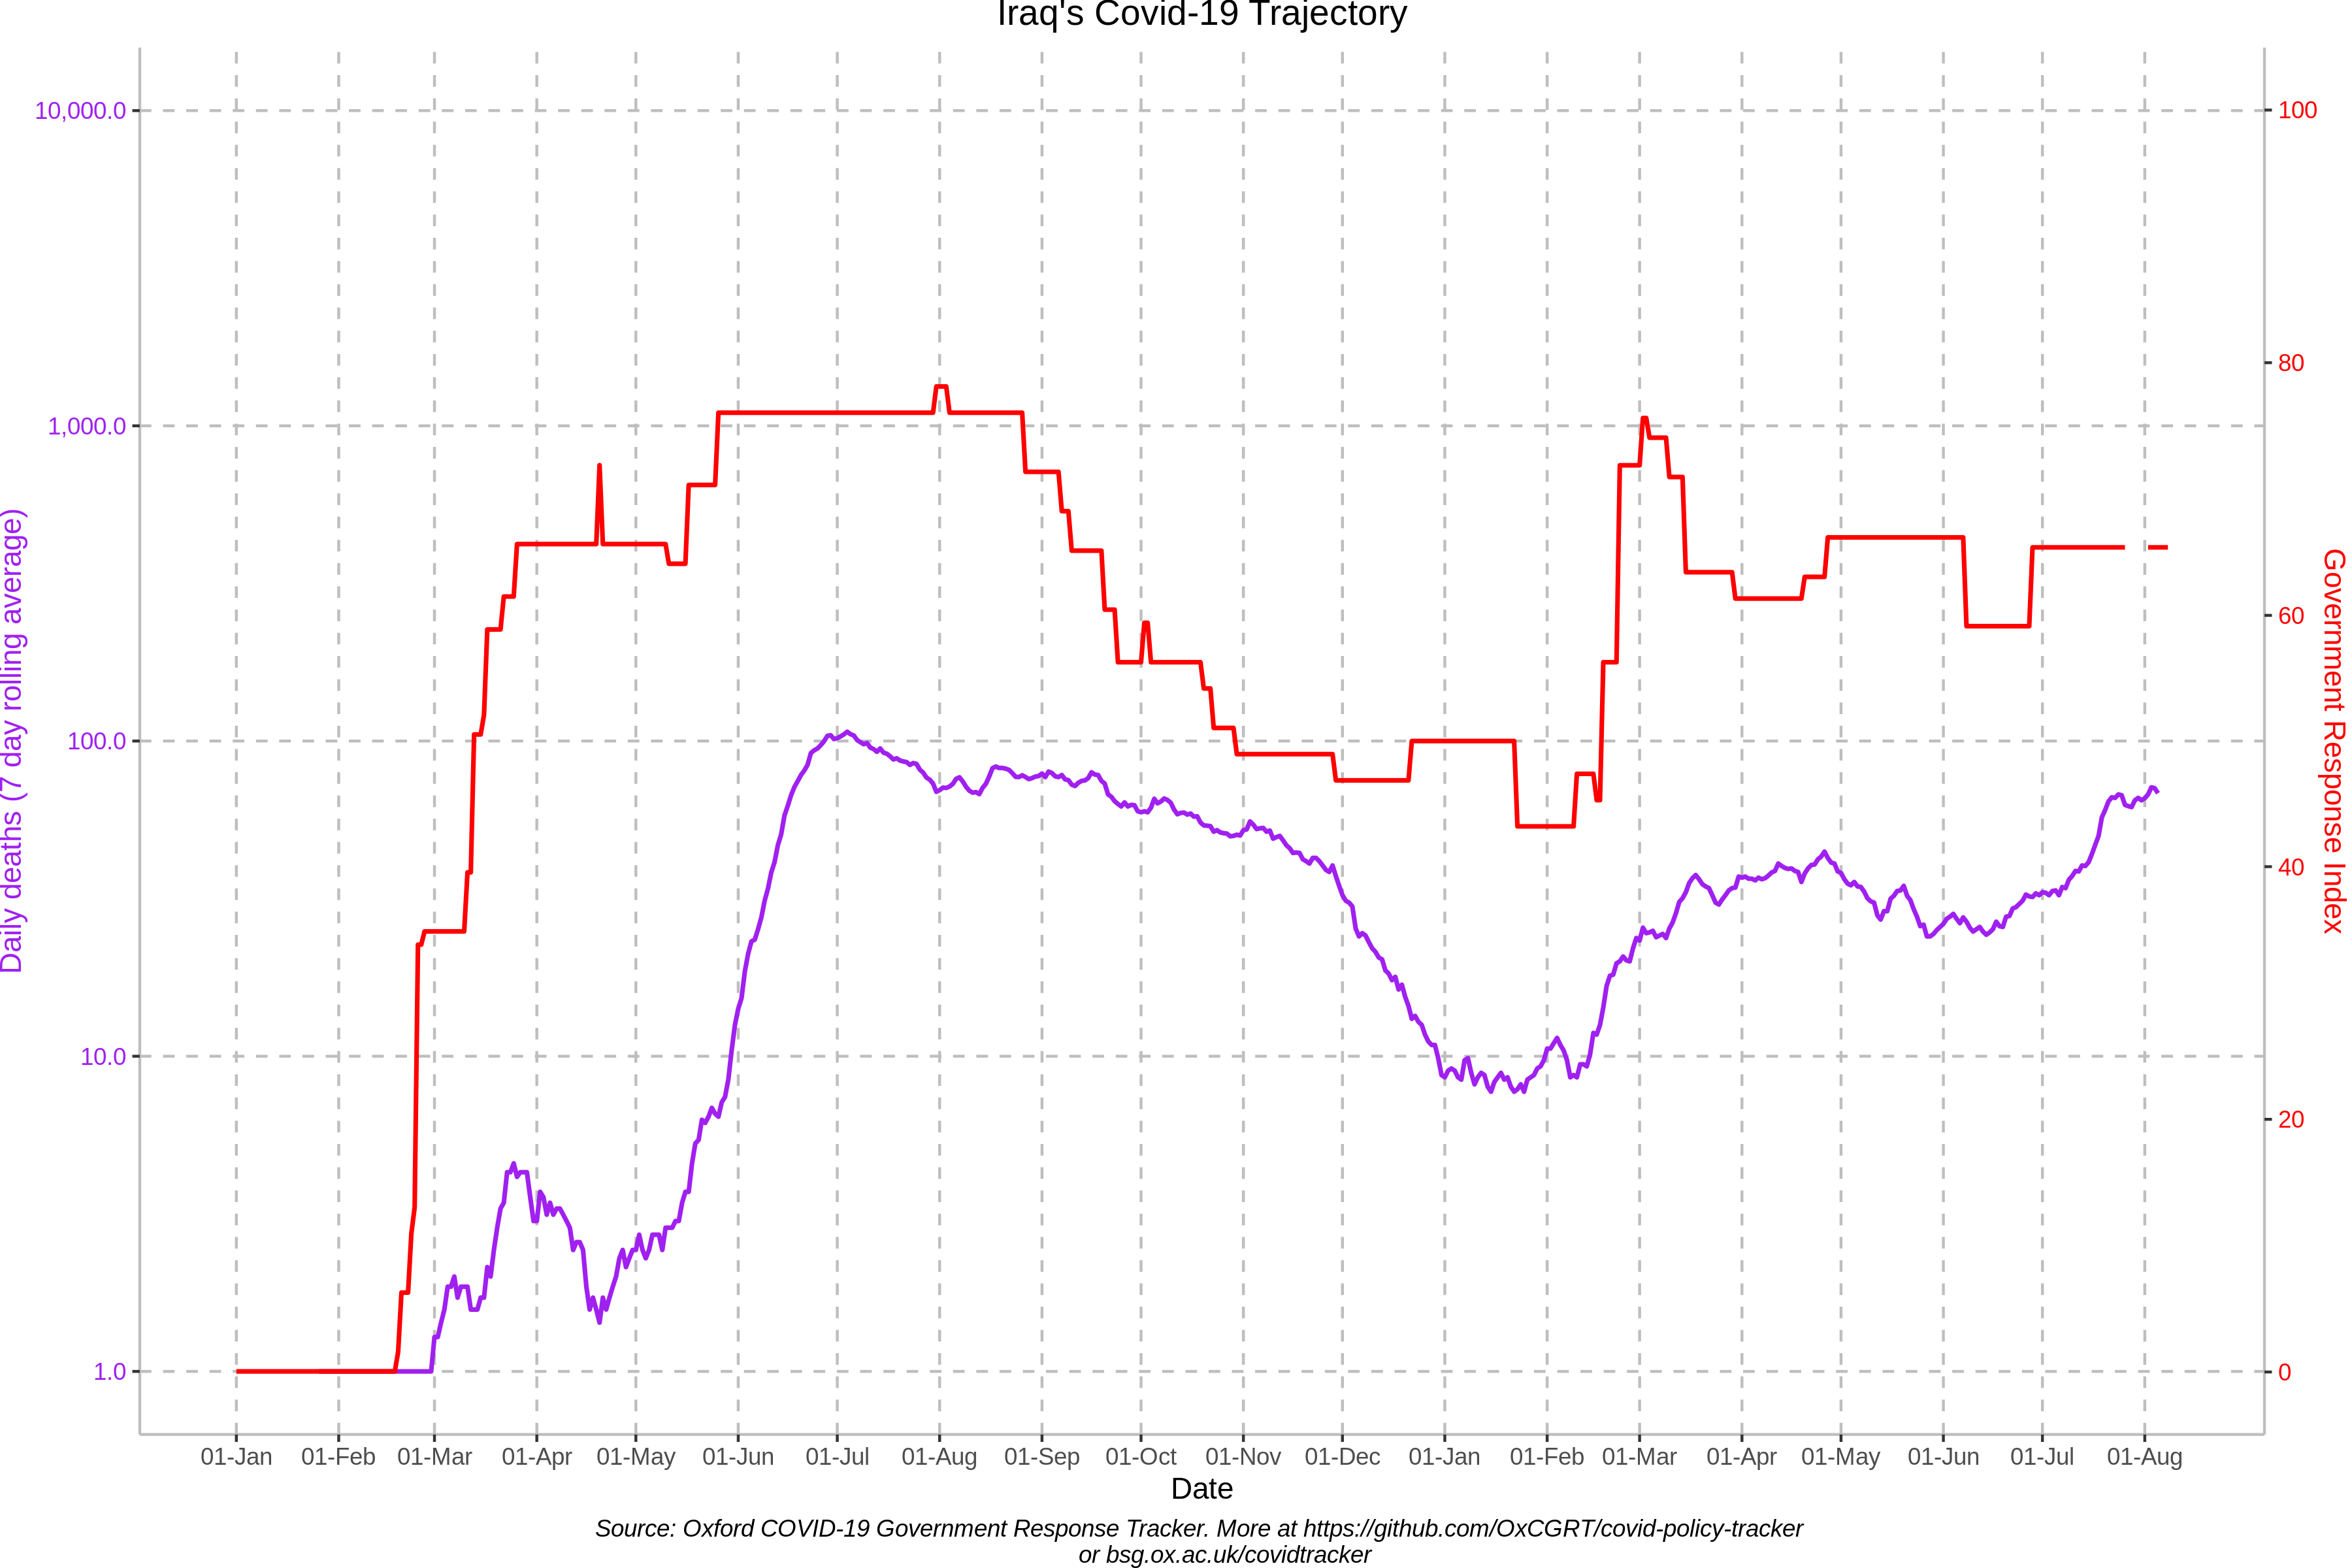 Iraq's Covid-19 Trajectory
10,000.0
1,000.0
100.0
10.0
1.0
Daily deaths (7 day rolling average)
100
80
60
40
20
0
Government Response Index
01-Jan 01-Feb 01-Mar 01-Apr 01-May 01-Jun 01-Jul 01-Aug 01-Sep 01-Oct 01-Nov 01-Dec 01-Jan 01-Feb 01-Mar 01-Apr 01-May 01-Jun 01-Jul 01-Aug
Date
Source: Oxford COVID-19 Government Response Tracker. More at https://github.com/OxCGRT/covid-policy-tracker
or bsg.ox.ac.uk/covidtracker